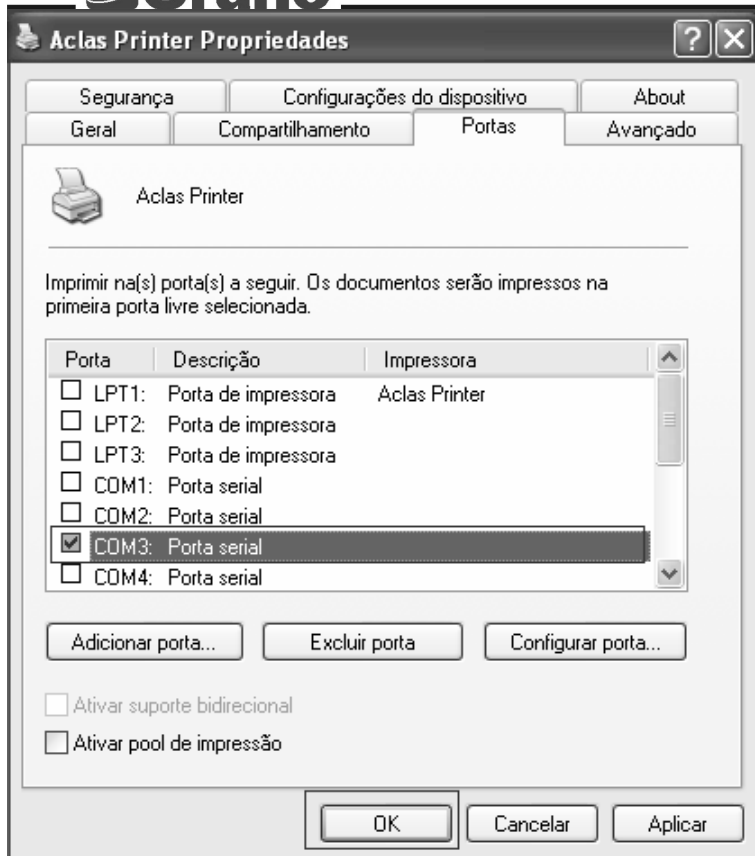 Aclas Printer Propriedades
Segurança Configurações do dispositivo About
Geral Compartilhamento Portas Avançado
Aclas Printer
Imprimir na(s) porta(s) a seguir. Os documentos serão impressos na
primeira porta livre selecionada.
Porta Descrição Impressora
LPT1: Porta de impressora Aclas Printer
LPT2: Porta de impressora
LPT3: Porta de impressora
COM1: Porta serial
COM2: Porta serial
COM3: Porta serial
COM4: Porta serial
Adicionar porta... Excluir porta Configurar porta...
Ativar suporte bidirecional
Ativar pool de impressão
OK Cancelar Aplicar